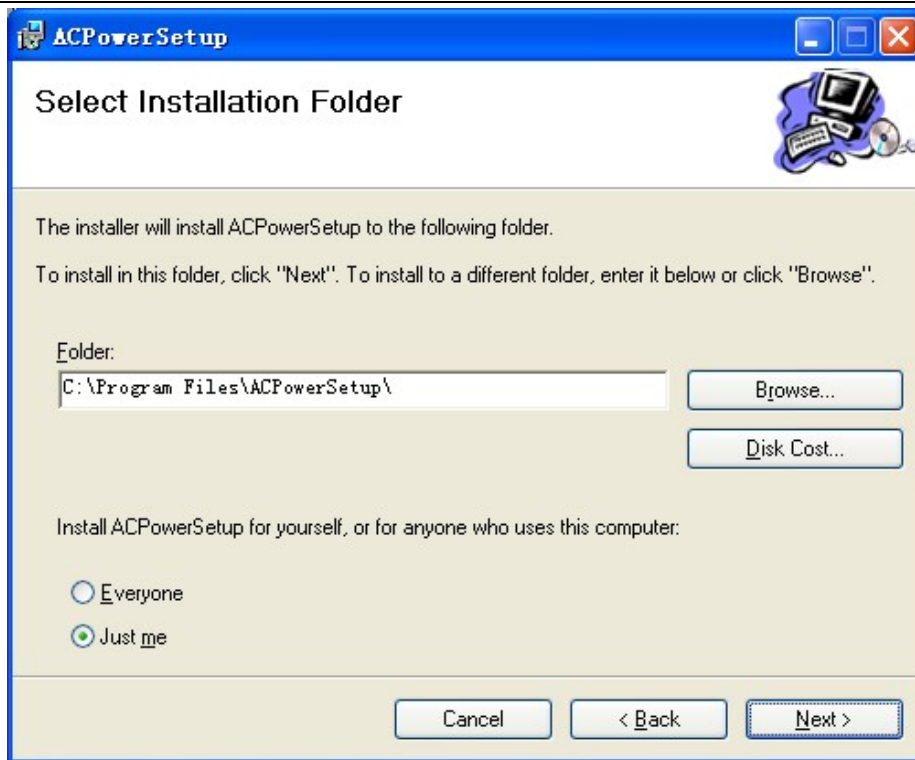 ACPowerSetup
Select Installation Folder
The installer will install ACPowerSetup to the following folder.
To install in this folder, click "Next". To install to a different folder, enter it below or click "Browse".
Folder:
C:\Program Files\ACPowerSetup\
Browse...
Disk Cost...
Install ACPowerSetup for yourself, or for anyone who uses this computer:
Everyone
Just me
Cancel
< Back
Next >